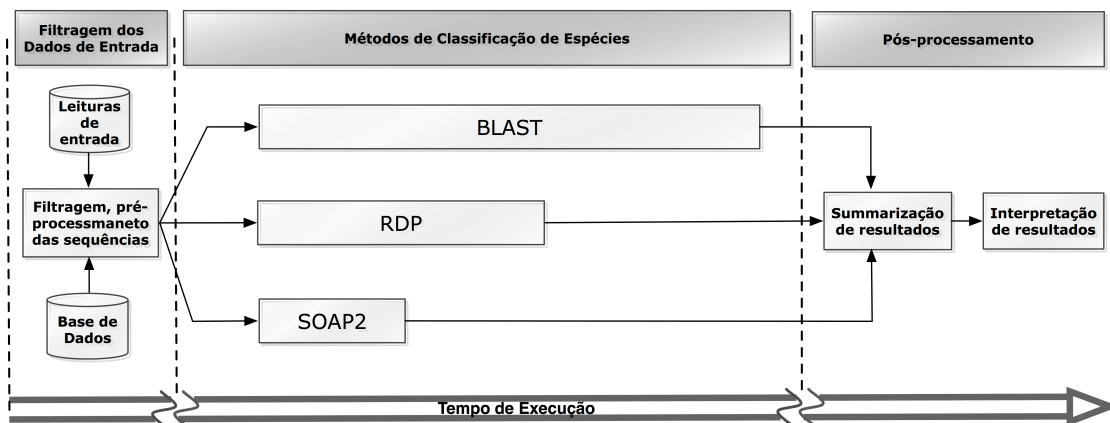 Filtragem dos
Dados de Entrada
Métodos de Classificação de Espécies
Pós-processamento
Leituras
de
entrada
BLAST
Filtragem, pré-
processmaneto
das sequências
RDP
Summarização
de resultados
Interpretação
de resultados
Base de
Dados
SOAP2
Tempo de Execução